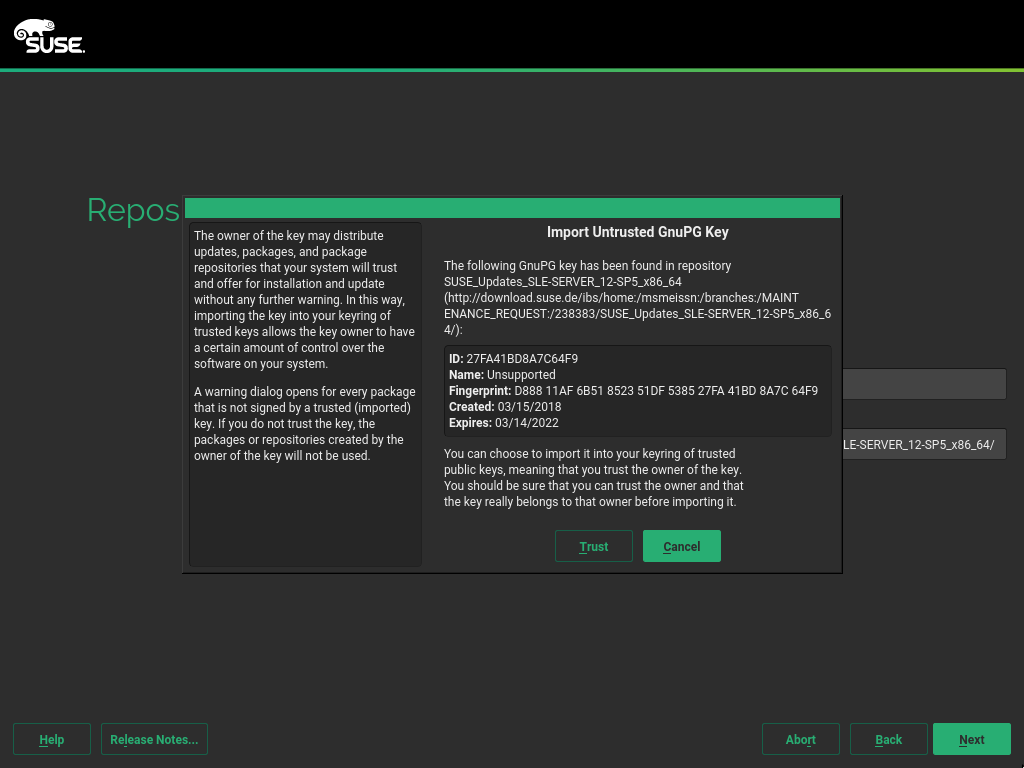 SUSE.
Repos
The owner of the key may distribute
updates, packages, and package
repositories that your system will trust
and offer for installation and update
without any further warning. In this way,
importing the key into your keyring of
trusted keys allows the key owner to have
a certain amount of control over the
software on your system.
A warning dialog opens for every package
that is not signed by a trusted (imported)
key. If you do not trust the key, the
packages or repositories created by the
owner of the key will not be used.
Import Untrusted GnuPG Key
The following GnuPG key has been found in repository
SUSE_Updates_SLE-SERVER_12-SP5_x86_64
(http://download.suse.de/ibs/home:/msmeissn:/branches:/MAINT
ENANCE_REQUEST:/238383/SUSE_Updates_SLE-SERVER_12-SP5_x86_6
4/):
ID: 27FA41BD8A7C64F9
Name: Unsupported
Fingerprint: D888 11AF 6B51 8523 51DF 5385 27FA 41BD 8A7C 64F9
Created: 03/15/2018
Expires: 03/14/2022
You can choose to import it into your keyring of trusted
public keys, meaning that you trust the owner of the key.
You should be sure that you can trust the owner and that
the key really belongs to that owner before importing it.
Trust
Cancel
LE-SERVER_12-SP5_x86_64/
Help
Release Notes...
Abort
Back
Next